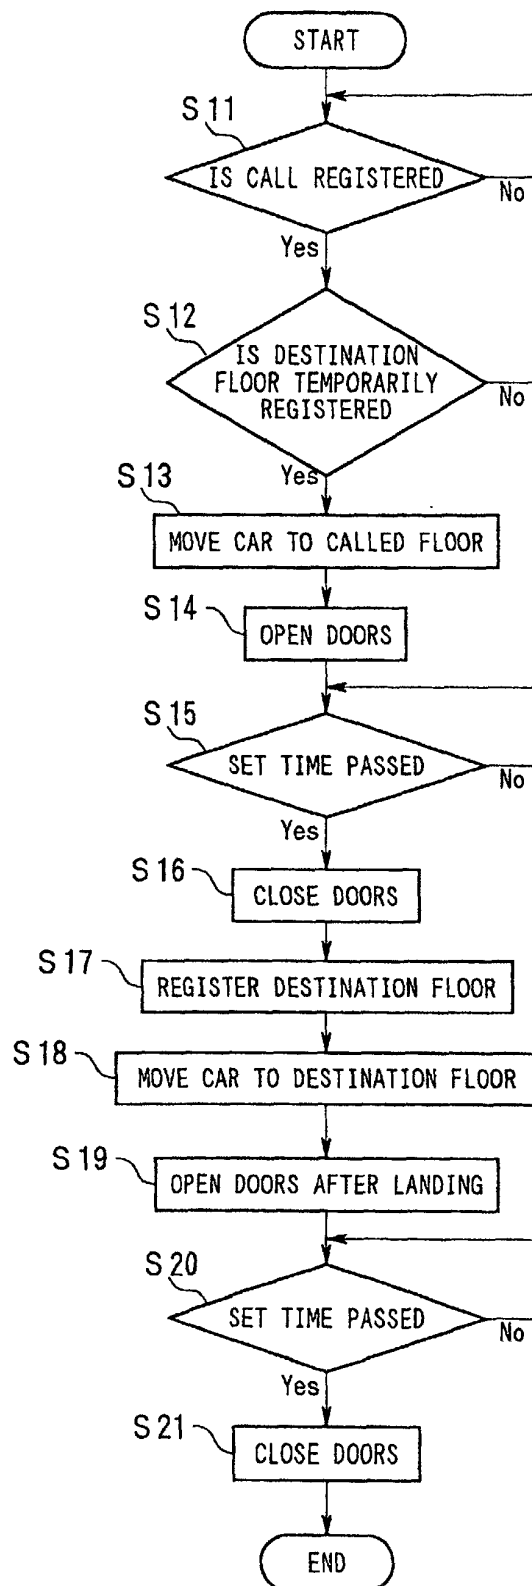 START
S11
IS CALL REGISTERED
No
Yes
S12
IS DESTINATION
FLOOR TEMPORARILY
REGISTERED
No
Yes
S13
MOVE CAR TO CALLED FLOOR
S14
OPEN DOORS
S15
SET TIME PASSED
No
Yes
S16
CLOSE DOORS
S17
REGISTER DESTINATION FLOOR
S18
MOVE CAR TO DESTINATION FLOOR
S19
OPEN DOORS AFTER LANDING
S20
SET TIME PASSED
No
Yes
S21
CLOSE DOORS
END